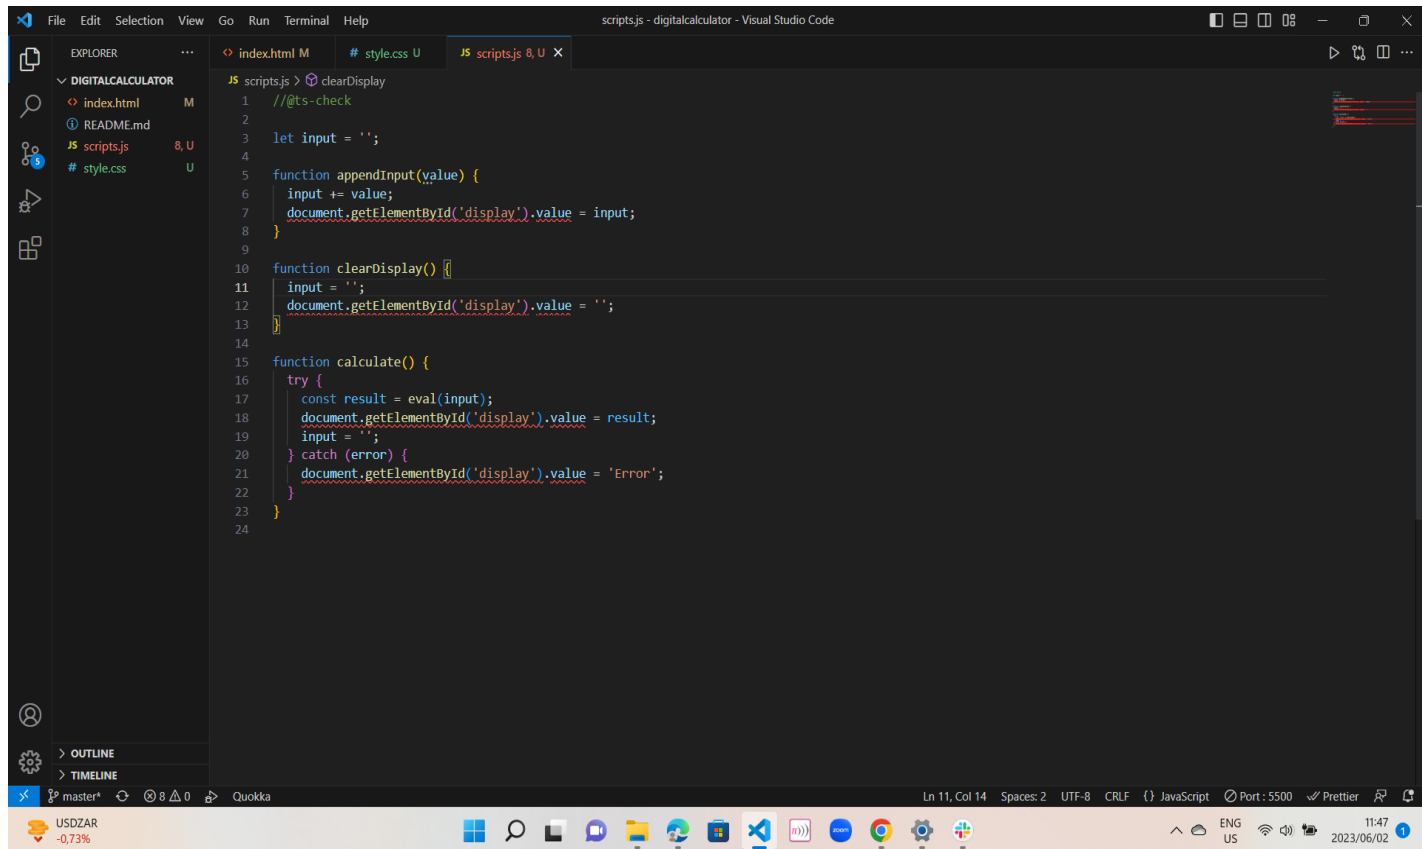 File Edit Selection View Go Run Terminal Help scripts.js - digitalcalculator - Visual Studio Code
EXPLORER
index.html M # style.css U JS scripts.js 8, U
DIGITALCALCULATOR
index.html M
README.md
JS scripts.js 8, U
# style.css U
5
JS scripts.js > clearDisplay
1 //@ts-check
2
3 let input = '';
4
5 function appendInput(value) {
6 input += value;
7 document.getElementById('display').value = input;
8 }
9
10 function clearDisplay() {
11 input = '';
12 document.getElementById('display').value = '';
13 }
14
15 function calculate() {
16 try {
17 const result = eval(input);
18 document.getElementById('display').value = result;
19 input = '';
20 } catch (error) {
21 document.getElementById('display').value = 'Error';
22 }
23 }
24
OUTLINE
TIMELINE
master* 8 0 Quokka Ln 11, Col 14 Spaces: 2 UTF-8 CRLF {} JavaScript Port : 5500 Prettier
USDZAR
-0,73%
zoom
ENG
US
11:47
2023/06/02
1